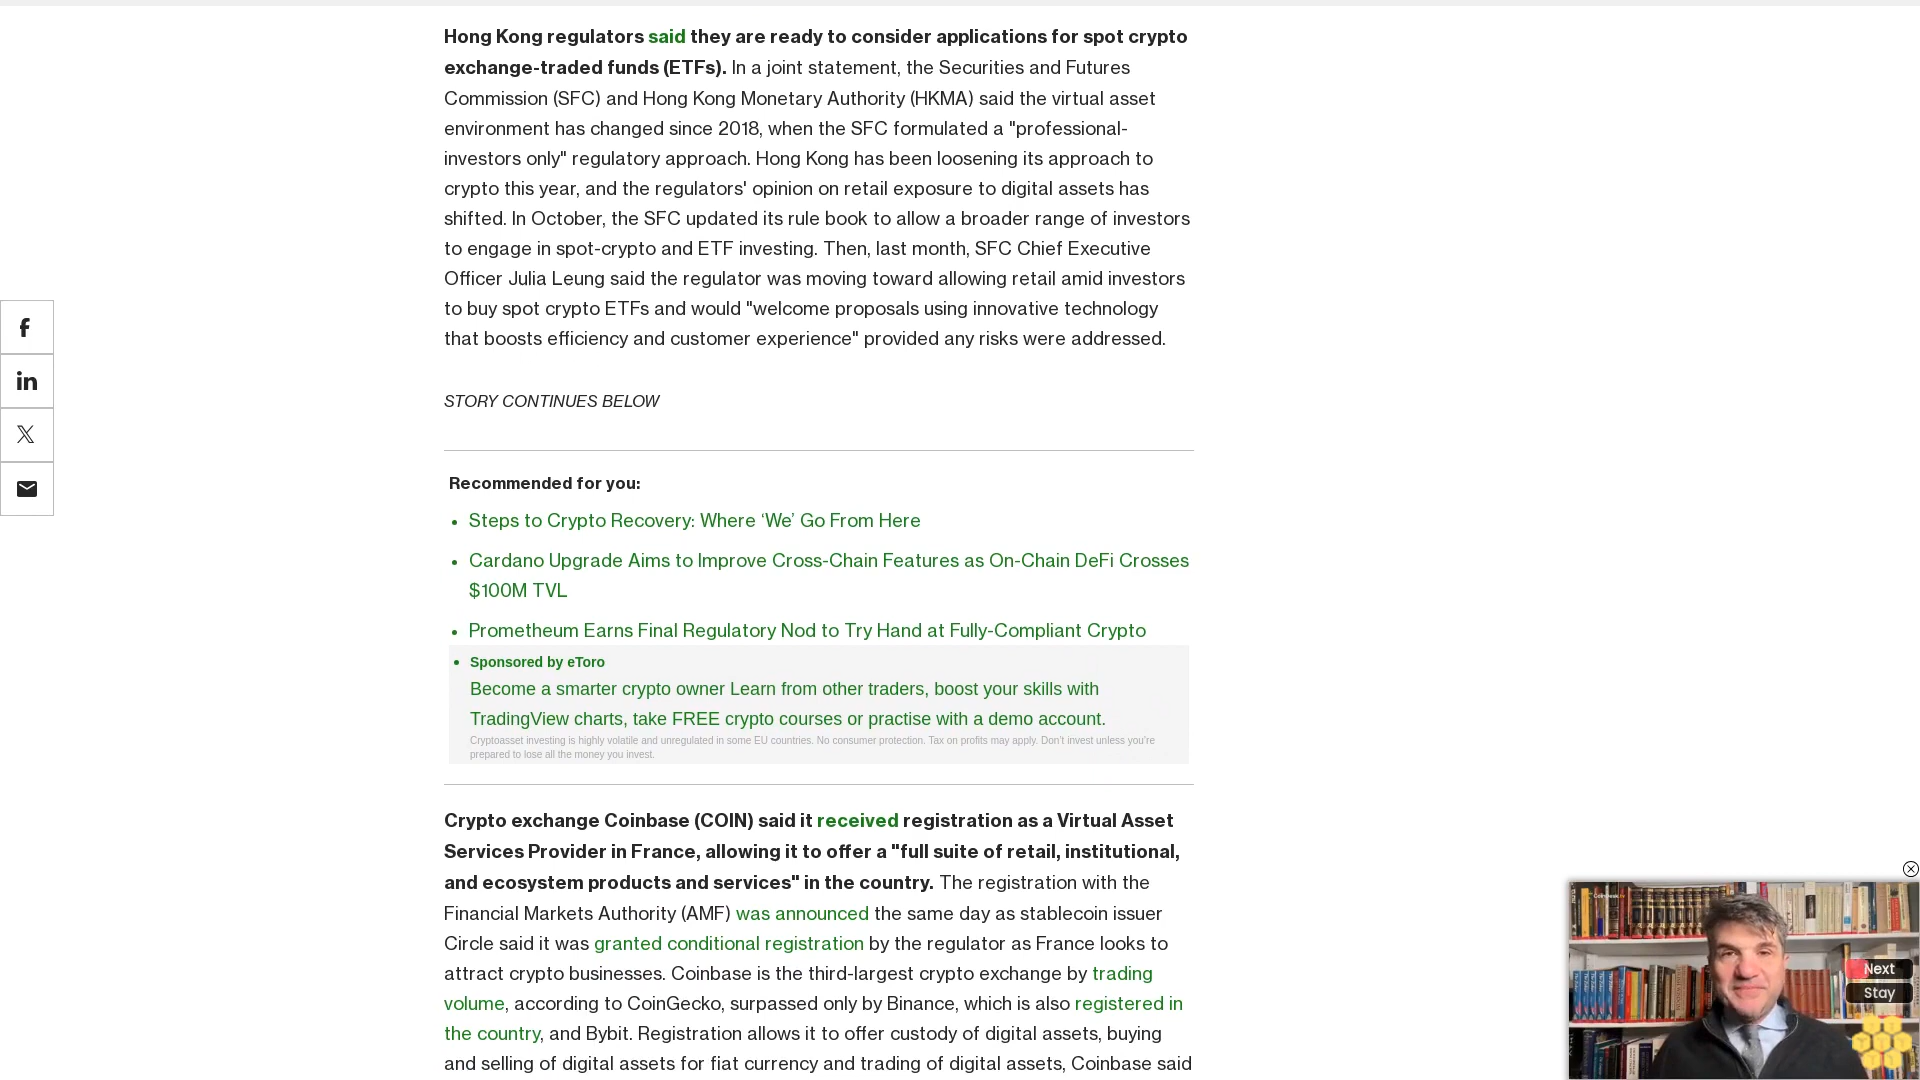 Hong Kong regulators said they are ready to consider applications for spot crypto
exchange-traded funds (ETFs). In a joint statement, the Securities and Futures
Commission (SFC) and Hong Kong Monetary Authority (HKMA) said the virtual asset
environment has changed since 2018, when the SFC formulated a "professional-
investors only" regulatory approach. Hong Kong has been loosening its approach to
crypto this year, and the regulators' opinion on retail exposure to digital assets has
shifted. In October, the SFC updated its rule book to allow a broader range of investors
to engage in spot-crypto and ETF investing. Then, last month, SFC Chief Executive
Officer Julia Leung said the regulator was moving toward allowing retail amid investors
to buy spot crypto ETFs and would "welcome proposals using innovative technology
that boosts efficiency and customer experience" provided any risks were addressed.
STORY CONTINUES BELOW
Recommended for you:
• Steps to Crypto Recovery: Where ‘We’ Go From Here
• Cardano Upgrade Aims to Improve Cross-Chain Features as On-Chain DeFi Crosses
$100M TVL
• Prometheum Earns Final Regulatory Nod to Try Hand at Fully-Compliant Crypto
• Sponsored by eToro
Become a smarter crypto owner Learn from other traders, boost your skills with
TradingView charts, take FREE crypto courses or practise with a demo account.
Cryptoasset investing is highly volatile and unregulated in some EU countries. No consumer protection. Tax on profits may apply. Don’t invest unless you’re
prepared to lose all the money you invest.
Crypto exchange Coinbase (COIN) said it received registration as a Virtual Asset
Services Provider in France, allowing it to offer a "full suite of retail, institutional,
and ecosystem products and services" in the country. The registration with the
Financial Markets Authority (AMF) was announced the same day as stablecoin issuer
Circle said it was granted conditional registration by the regulator as France looks to
attract crypto businesses. Coinbase is the third-largest crypto exchange by trading
volume, according to CoinGecko, surpassed only by Binance, which is also registered in
the country, and Bybit. Registration allows it to offer custody of digital assets, buying
and selling of digital assets for fiat currency and trading of digital assets, Coinbase said
Next
Stay